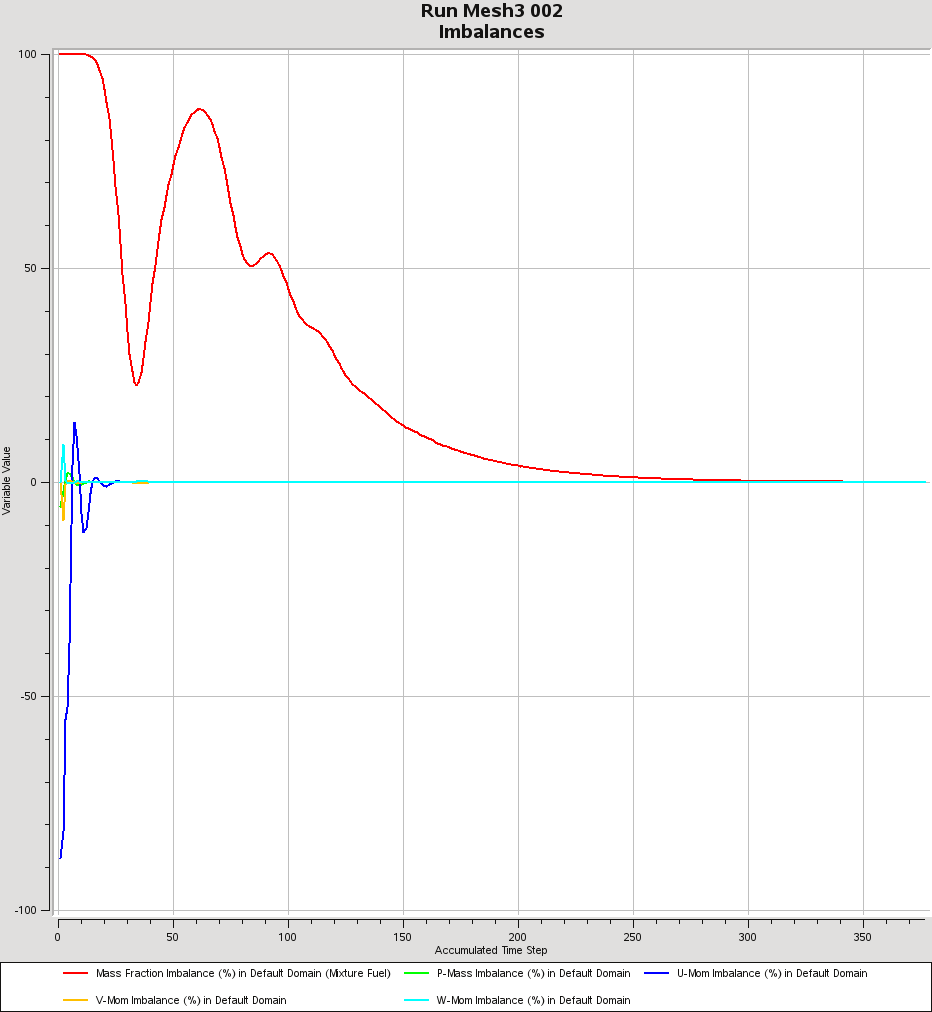 Run Mesh3 002
Imbalances
100
50
0
-50
-100
Variable Value
0 50 100 150 200 250 300 350
Accumulated Time Step
Mass Fraction Imbalance (%) in Default Domain (Mixture Fuel) P-Mass Imbalance (%) in Default Domain U-Mom Imbalance (%) in Default Domain
V-Mom Imbalance (%) in Default Domain W-Mom Imbalance (%) in Default Domain